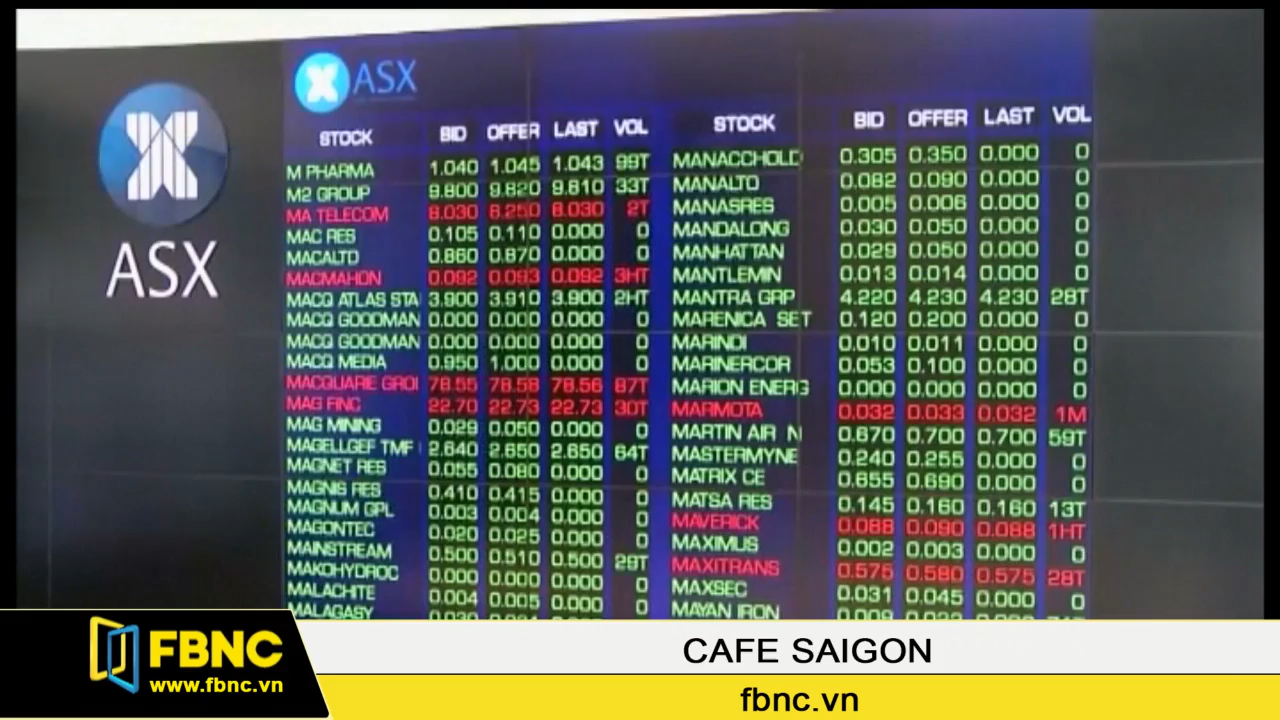 ASX
ASX
STOCK BID OFFER LAST VOL
M PHARMA 1.040 1.045 1.043 99T
M2 GROUP 9.800 9.820 9.810 33T
MA TELECOM 8.030 8.250 8.030 2T
MAC RES 0.105 0.110 0.000 0
MACALTO 0.860 0.870 0.000 0
MACMAHON 0.092 0.093 0.092 3HT
MACQ ATLAS STA 3.900 3.910 3.900 2HT
MACQ GOODMAN 0.000 0.000 0.000 0
MACQ GOODMAN 0.000 0.000 0.000 0
MACQ MEDIA 0.950 1.000 0.000 0
MACQUARIE GROI 78.55 78.58 78.56 87T
MAG FINC 22.70 22.73 22.73 30T
MAG MINING 0.029 0.050 0.000 0
MAGELLGEF TMF 2.640 2.650 2.650 64T
MAGNET RES 0.055 0.080 0.000 0
MAGNIS RES 0.410 0.415 0.000 0
MAGNUM GPL 0.003 0.004 0.000 0
MAGONTEC 0.020 0.025 0.000 0
MAINSTREAM 0.500 0.510 0.500 29T
MAKOHYDROC 0.000 0.000 0.000 0
MALACHITE 0.004 0.005 0.000 0
MALAGASY
STOCK BID OFFER LAST VOL
MANACCHOLD 0.305 0.350 0.000 0
MANALTO 0.082 0.090 0.000 0
MANASRES 0.005 0.006 0.000 0
MANDALONG 0.030 0.050 0.000 0
MANHATTAN 0.029 0.050 0.000 0
MANTLEMIN 0.013 0.014 0.000 0
MANTRA GRP 4.220 4.230 4.230 28T
MARENICA SET 0.120 0.200 0.000 0
MARINDI 0.010 0.011 0.000 0
MARINERCOR 0.053 0.100 0.000 0
MARION ENERG 0.000 0.000 0.000 0
MARMOTA 0.032 0.033 0.032 1M
MARTIN AIR N 0.670 0.700 0.700 59T
MASTERMYNE 0.240 0.255 0.000 0
MATRIX CE 0.655 0.690 0.000 0
MATSA RES 0.145 0.160 0.160 13T
MAVERICK 0.088 0.090 0.088 1HT
MAXIMUS 0.002 0.003 0.000 0
MAXITRANS 0.575 0.580 0.575 28T
MAXSEC 0.031 0.045 0.000 0
MAYAN IRON
FBNC
www.fbnc.vn
CAFE SAIGON
fbnc.vn